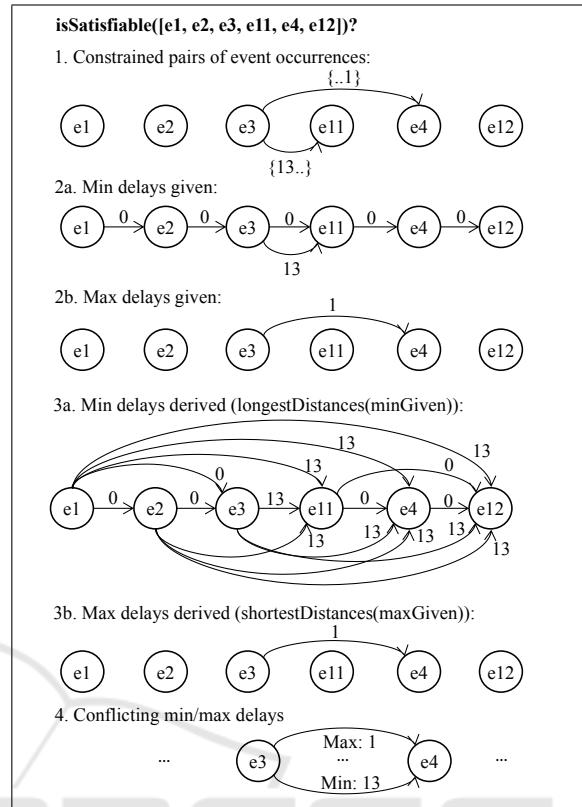 isSatisfiable([e1, e2, e3, e11, e4, e12])?
1. Constrained pairs of event occurrences:
{..1}
e1 e2 e3 e11 e4 e12
{13..}
2a. Min delays given:
0 0 0 0 0
e1 e2 e3 e11 e4 e12
13
2b. Max delays given:
1
e1 e2 e3 e11 e4 e12
3a. Min delays derived (longestDistances(minGiven)):
13 13
0 13 0
0 0 13 0 0
e1 e2 e3 e11 e4 e12
13 13 13 13 13
3b. Max delays derived (shortestDistances(maxGiven)):
1
e1 e2 e3 e11 e4 e12
4. Conflicting min/max delays
Max: 1
... e3 ... e4 ...
Min: 13